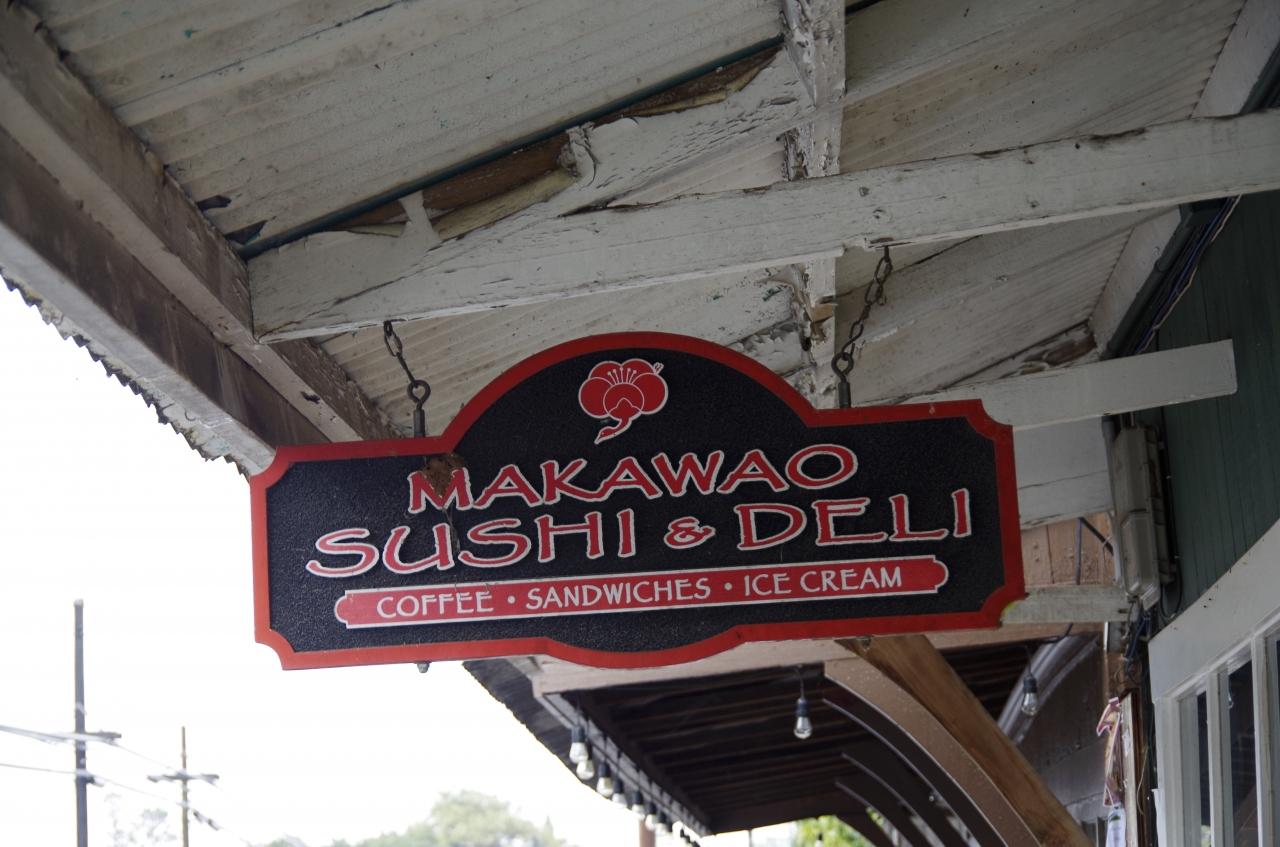 MAKAWAO
SUSHI & DELI
COFFEE • SANDWICHES • ICE CREAM